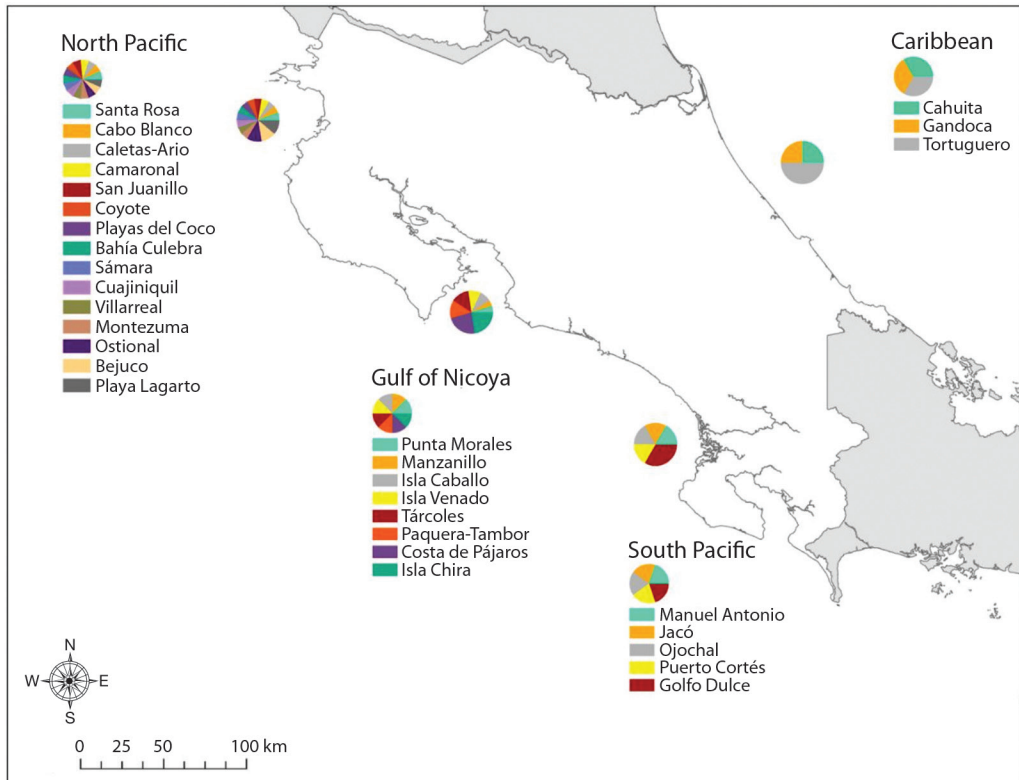 North Pacific
Santa Rosa
Cabo Blanco
Caletas-Ario
Camaronal
San Juanillo
Coyote
Playas del Coco
Bahía Culebra
Sámara
Cuajiniquil
Villarreal
Montezuma
Ostional
Bejuco
Playa Lagarto
Caribbean
Cahuita
Gandoca
Tortuguero
Gulf of Nicoya
Punta Morales
Manzanillo
Isla Caballo
Isla Venado
Tárcoles
Paquera-Tambor
Costa de Pájaros
Isla Chira
South Pacific
Manuel Antonio
Jacó
Ojochal
Puerto Cortés
Golfo Dulce
N
W E
S
0 25 50 100 km